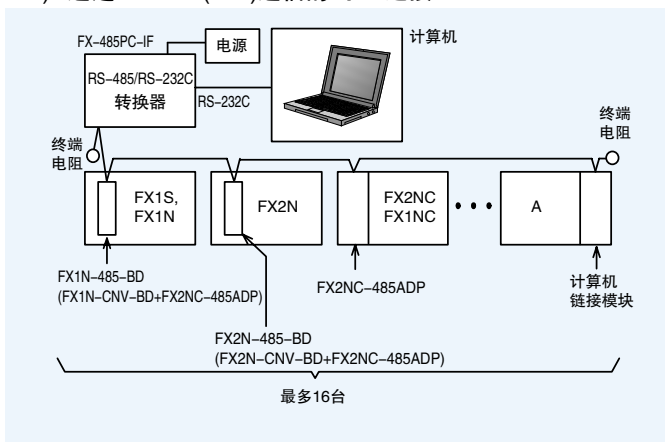 FX-485PC-IF
电源
计算机
RS-485/RS-232C
转换器
RS-232C
终端
电阻
终端
电阻
FX1S,
FX1N
FX2N
FX2NC
FX1NC
A
FX1N-485-BD
(FX1N-CNV-BD+FX2NC-485ADP)
FX2NC-485ADP
计算机
链接模块
FX2N-485-BD
(FX2N-CNV-BD+FX2NC-485ADP)
最多16台